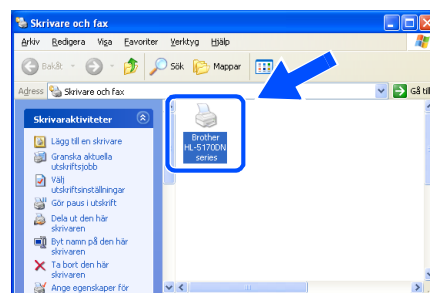 Skrivare och fax
Arkiv Redigera Visa Favoriter Verktyg Hjälp
Bakåt Sök Mappar
Adress Skrivare och fax Gå till
Skrivaraktiviteter
Lägg till en skrivare
Granska aktuella
utskriftsjobb
Välj
utskriftsinställningar
Gör paus i utskrift
Dela ut den här
skrivaren
Byt namn på den här
skrivaren
Ta bort den här
skrivaren
Ange egenskaper för
Brother
HL-5170DN
series